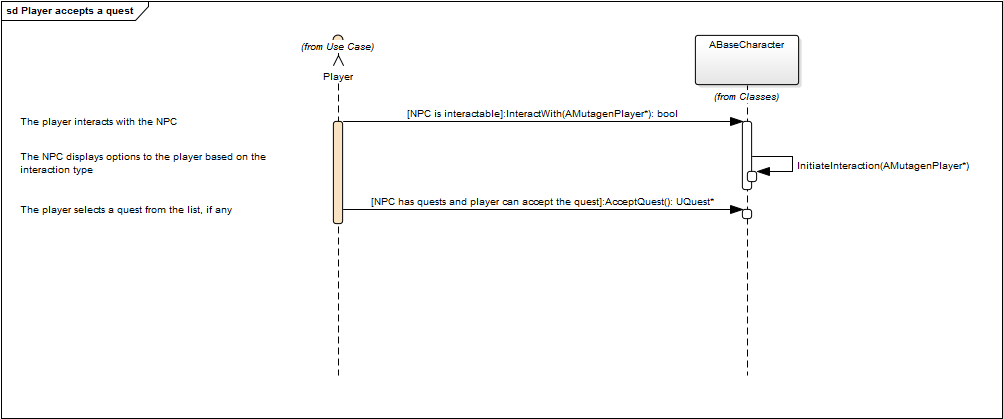 sd Player accepts a quest
(from Use Case)
Player
ABaseCharacter
(from Classes)
The player interacts with the NPC
[NPC is interactable]:InteractWith(AMutagenPlayer*): bool
The NPC displays options to the player based on the
interaction type
InitiateInteraction(AMutagenPlayer*)
The player selects a quest from the list, if any
[NPC has quests and player can accept the quest]:AcceptQuest(): UQuest*